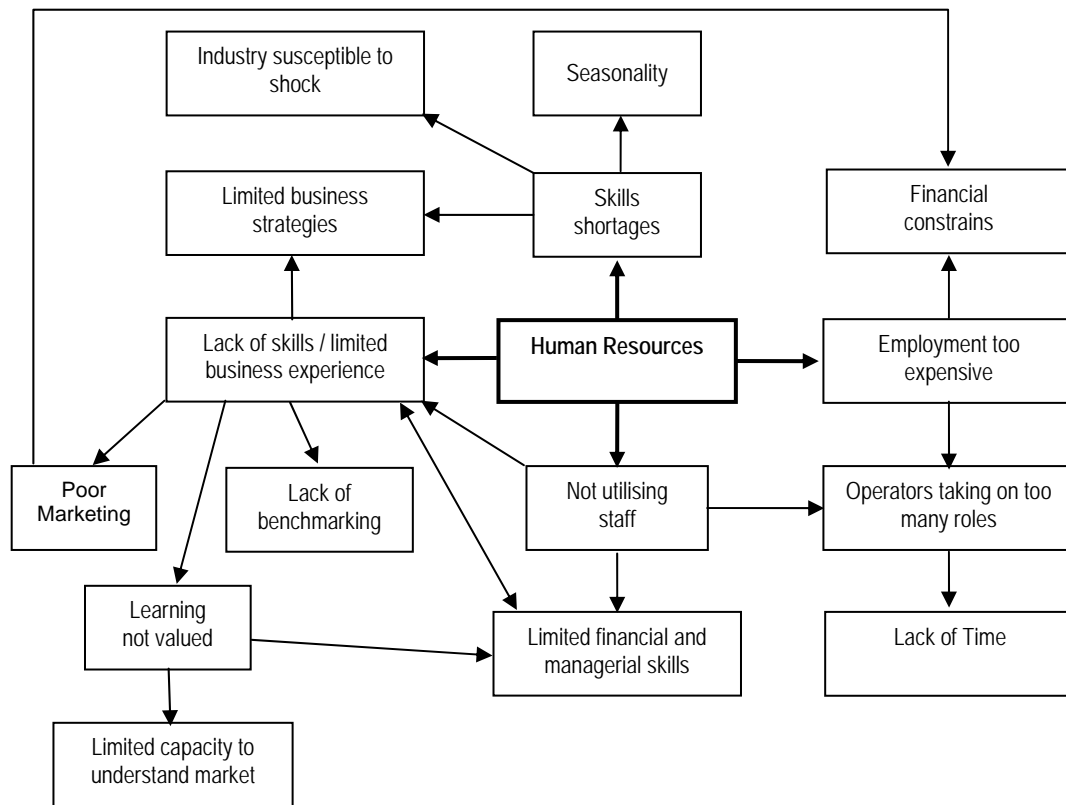 Industry susceptible to
shock
Seasonality
Limited business
strategies
Skills
shortages
Financial
constrains
Lack of skills / limited
business experience
Human Resources
Employment too
expensive
Poor
Marketing
Lack of
benchmarking
Not utilising
staff
Operators taking on too
many roles
Learning
not valued
Limited financial and
managerial skills
Lack of Time
Limited capacity to
understand market